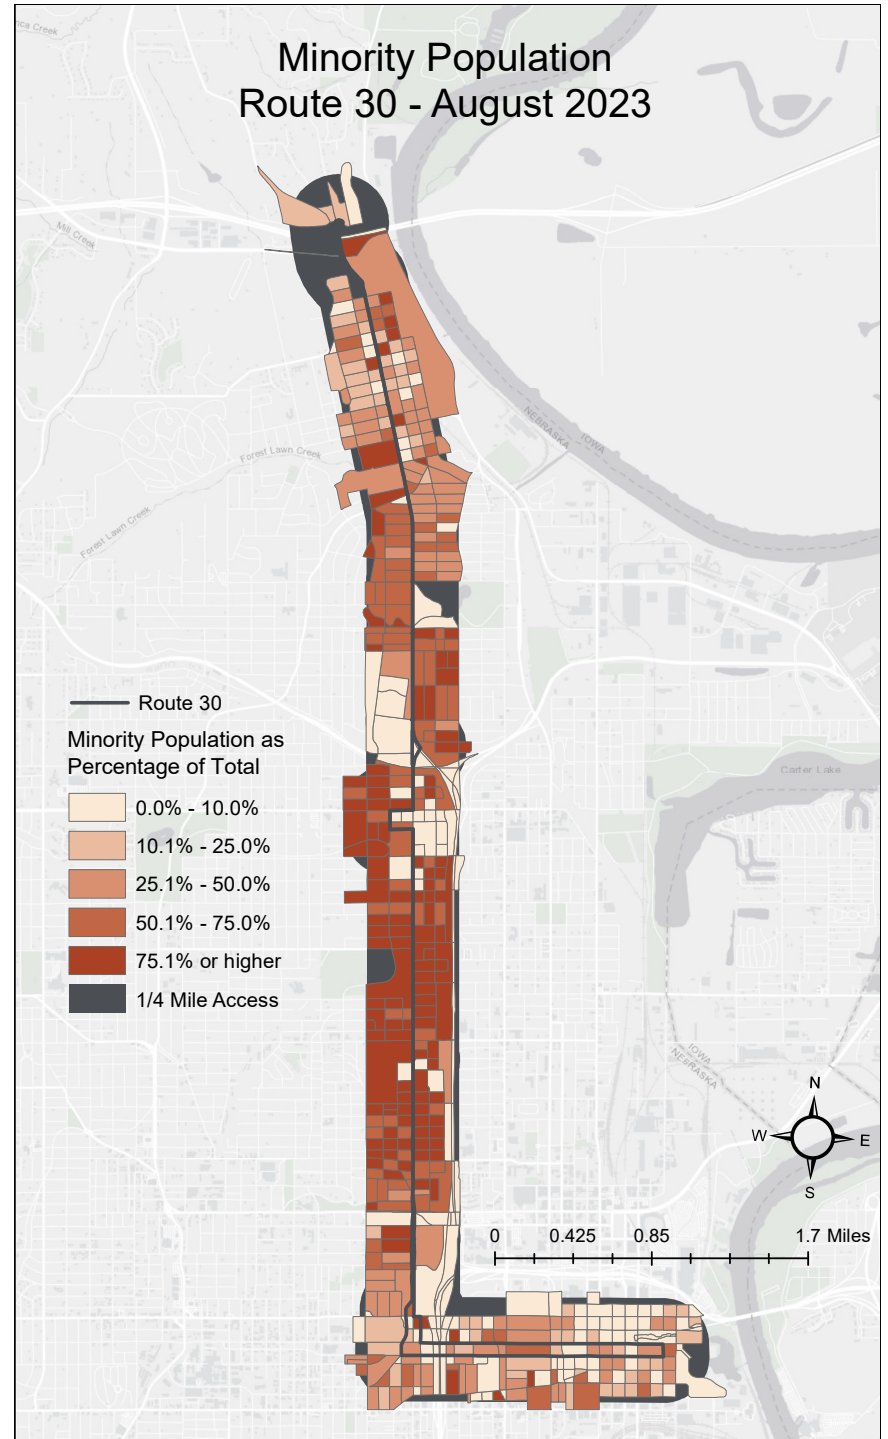 Minority Population
Route 30 - August 2023
nca Creek
Mill Creek
Forest Lawn Creek
Forest Lawn Creek
NEBRASKA
IOWA
Carter Lake
IOWA
NEBRASKA
Route 30
Minority Population as
Percentage of Total
0.0% - 10.0%
10.1% - 25.0%
25.1% - 50.0%
50.1% - 75.0%
75.1% or higher
1/4 Mile Access
N
W
E
S
0 0.425 0.85 1.7 Miles